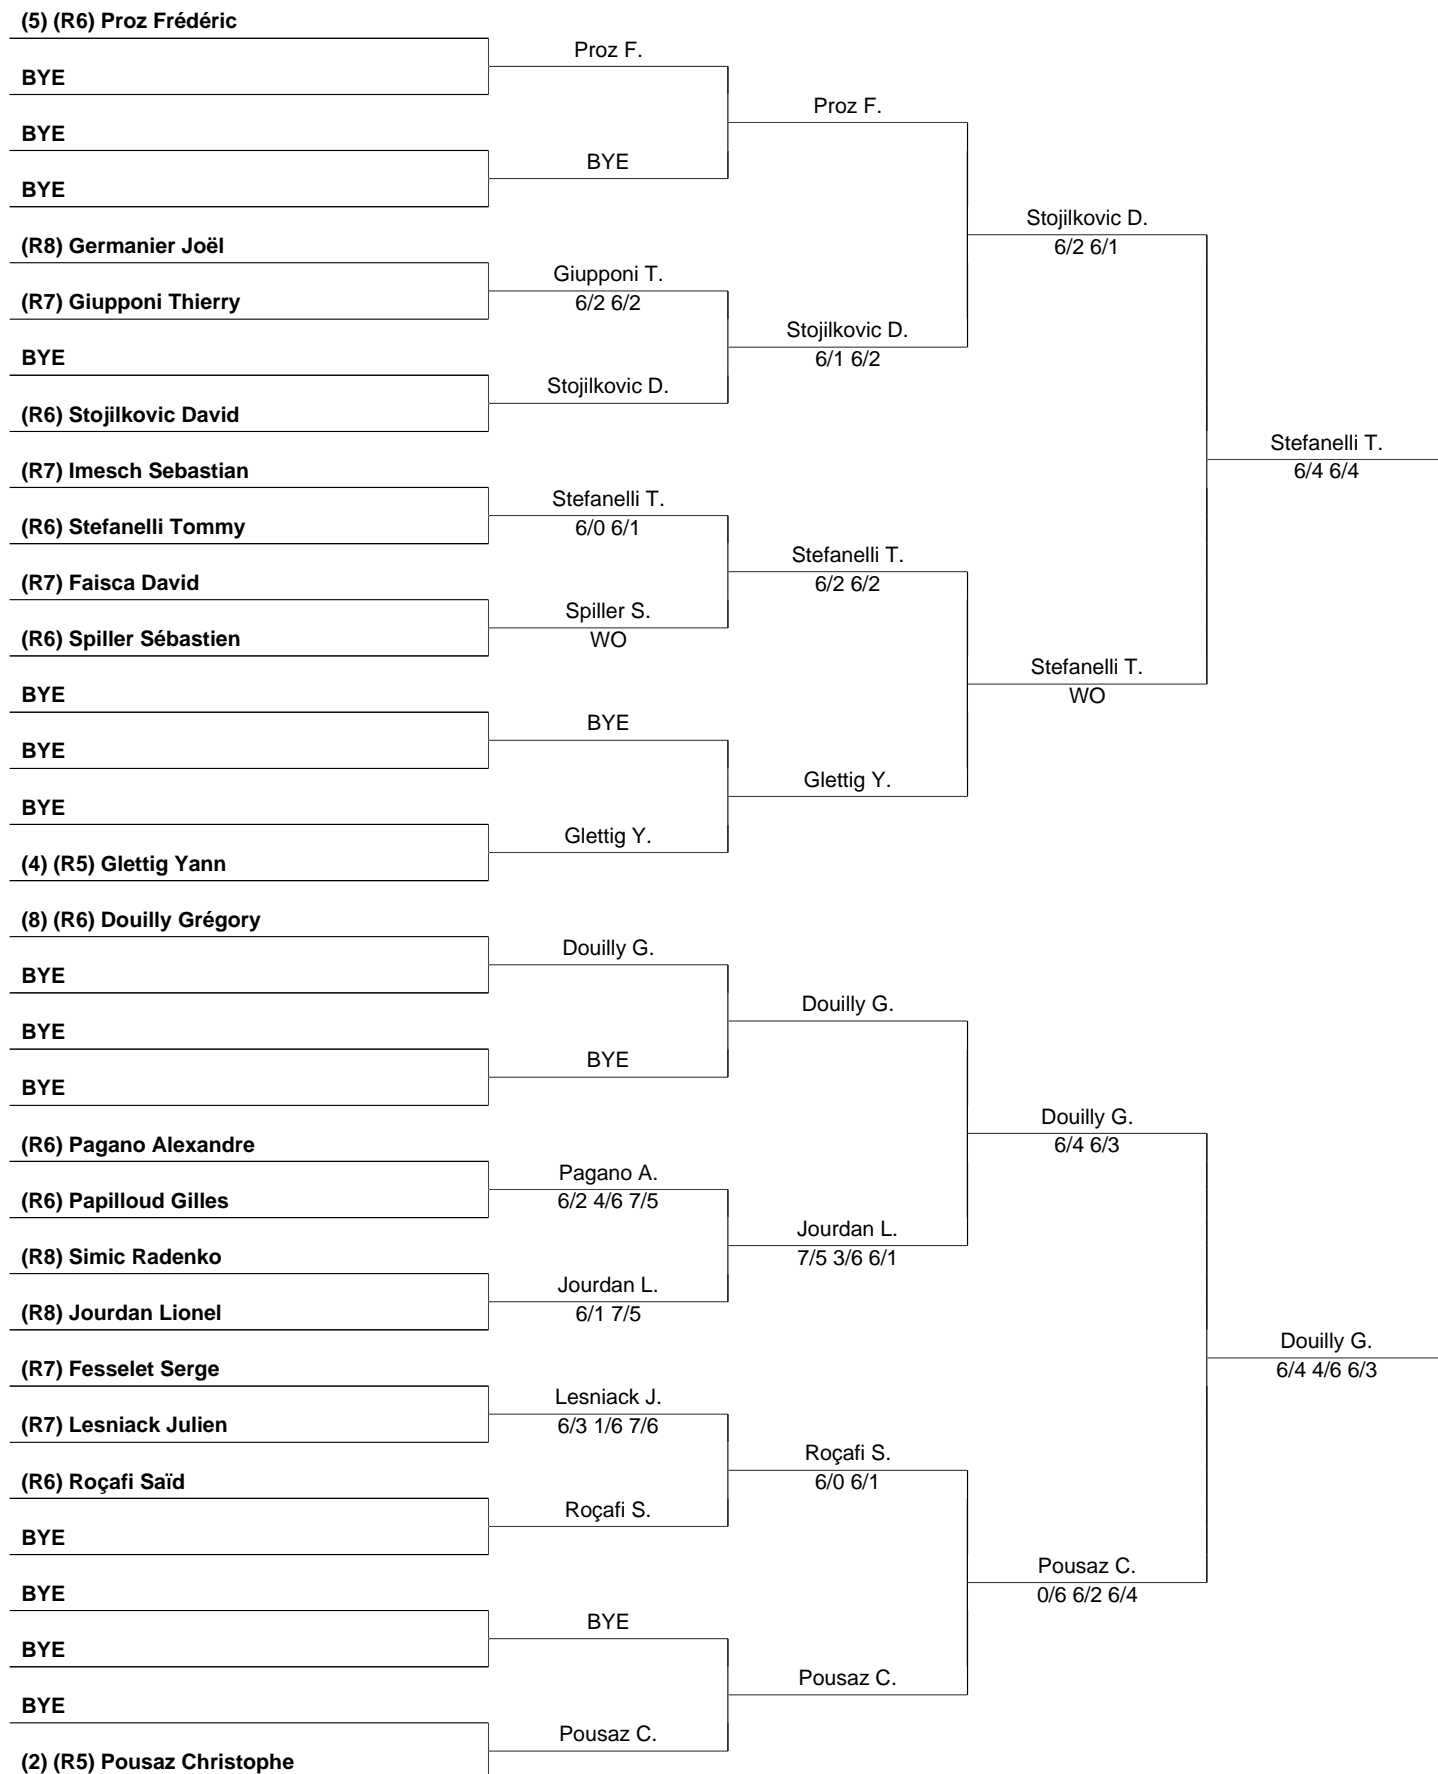 (5) (R6) Proz Frédéric
Proz F.
BYE
Proz F.
BYE
BYE
BYE
Stojilkovic D.
6/2 6/1
(R8) Germanier Joël
Giupponi T.
6/2 6/2
(R7) Giupponi Thierry
Stojilkovic D.
6/1 6/2
BYE
Stojilkovic D.
(R6) Stojilkovic David
Stefanelli T.
6/4 6/4
(R7) Imesch Sebastian
Stefanelli T.
6/0 6/1
(R6) Stefanelli Tommy
Stefanelli T.
6/2 6/2
(R7) Faisca David
Spiller S.
WO
(R6) Spiller Sébastien
Stefanelli T.
WO
BYE
BYE
BYE
Glettig Y.
BYE
Glettig Y.
(4) (R5) Glettig Yann
(8) (R6) Douilly Grégory
Douilly G.
BYE
Douilly G.
BYE
BYE
BYE
Douilly G.
6/4 6/3
(R6) Pagano Alexandre
Pagano A.
6/2 4/6 7/5
(R6) Papilloud Gilles
Jourdan L.
7/5 3/6 6/1
(R8) Simic Radenko
Jourdan L.
6/1 7/5
(R8) Jourdan Lionel
Douilly G.
6/4 4/6 6/3
(R7) Fesselet Serge
Lesniack J.
6/3 1/6 7/6
(R7) Lesniack Julien
Roçafi S.
6/0 6/1
(R6) Roçafi Saïd
Roçafi S.
BYE
Pousaz C.
0/6 6/2 6/4
BYE
BYE
BYE
Pousaz C.
BYE
Pousaz C.
(2) (R5) Pousaz Christophe